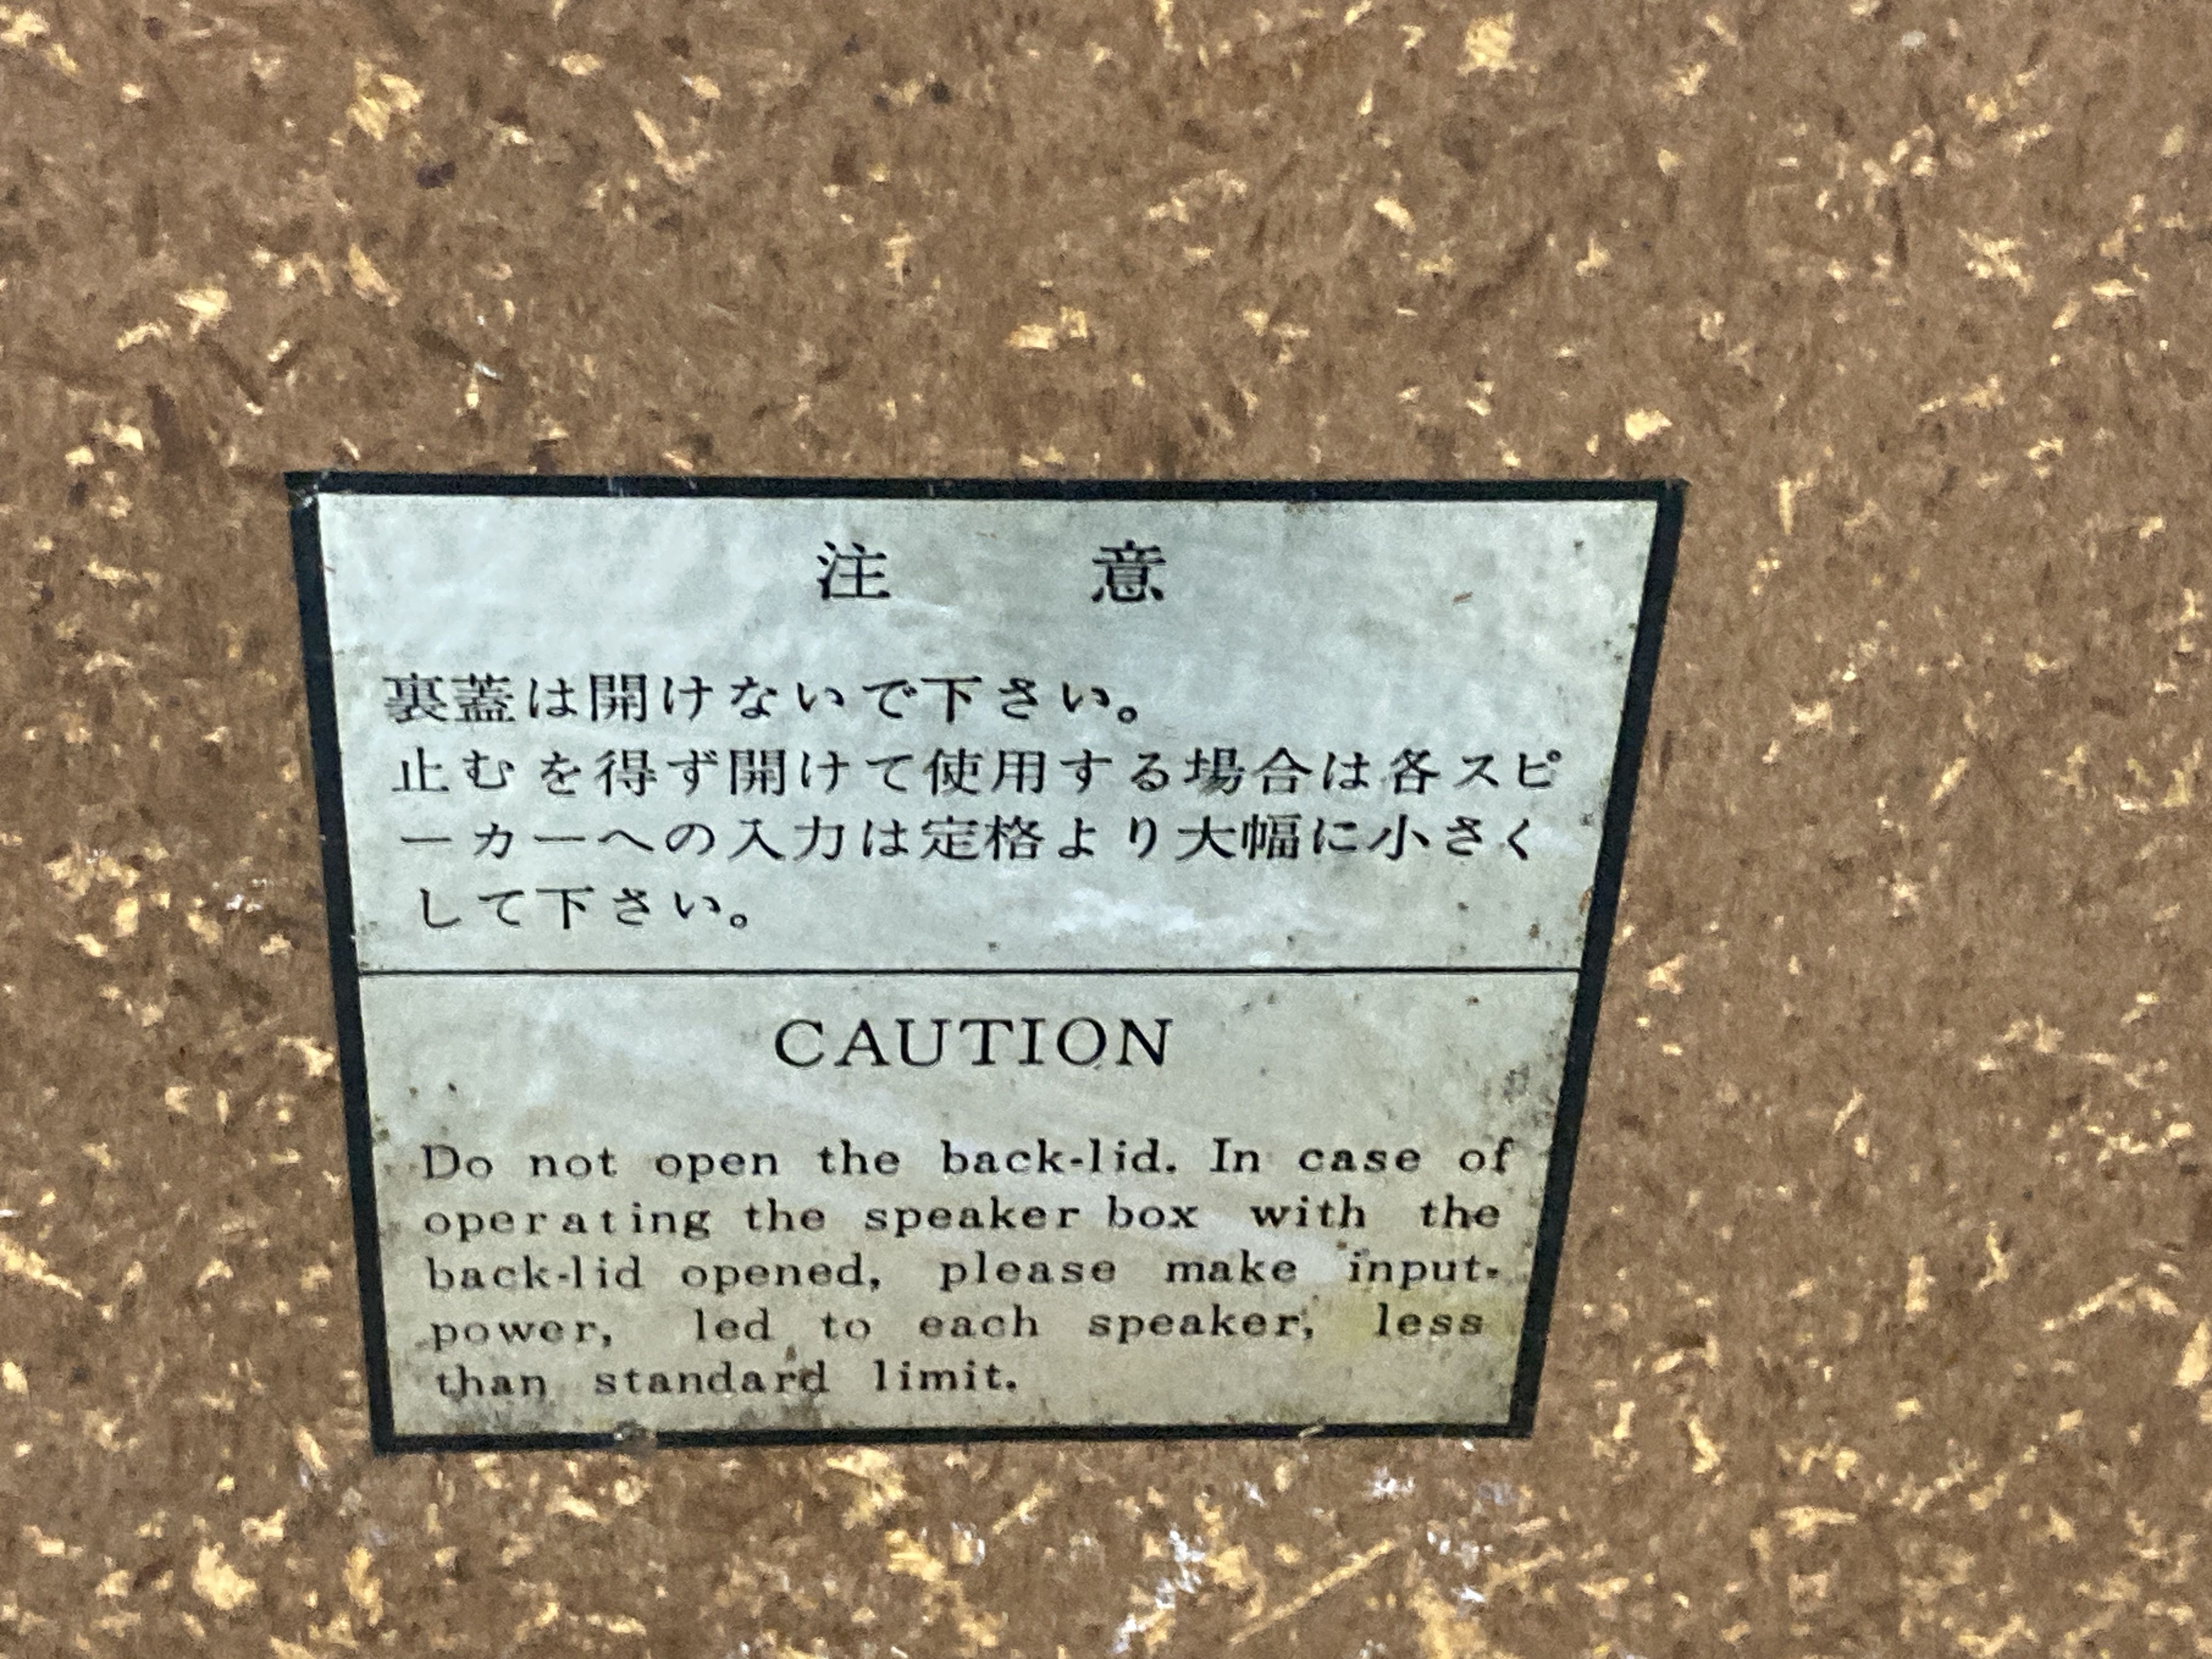 注意
裏蓋は開けないで下さい。
止むを得ず開けて使用する場合は各スピ
ーカーへの入力は定格より大幅に小さく
して下さい。
CAUTION
Do not open the back-lid. In case of
operating the speaker box with the
back-lid opened, please make input-
power, led to each speaker, less
than standard limit.